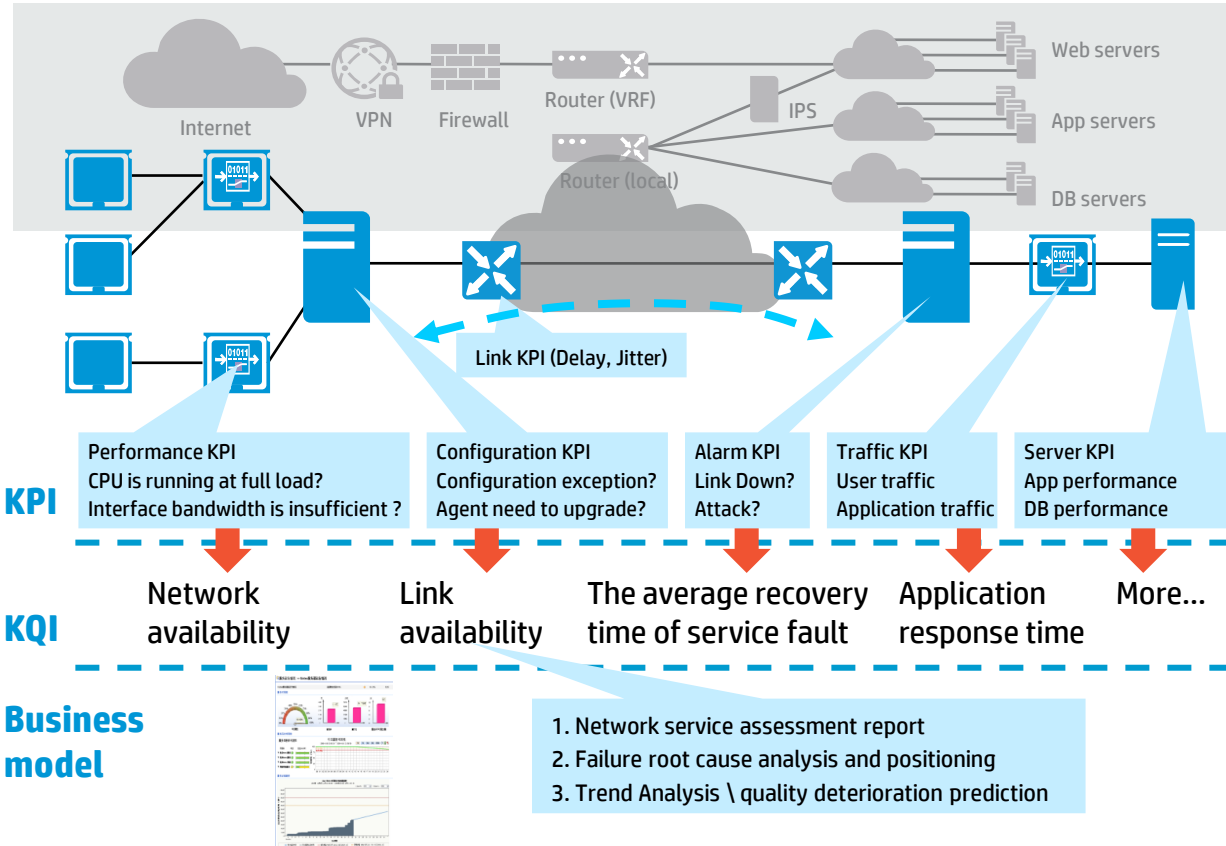 Web servers
Router (VRF)
IPS
VPN
Firewall
Internet
App servers
Router (local)
DB servers
01011
01011
01011
Link KPI (Delay, Jitter)
KPI
Performance KPI
CPU is running at full load?
Interface bandwidth is insufficient ?
Configuration KPI
Configuration exception?
Agent need to upgrade?
Alarm KPI
Link Down?
Attack?
Traffic KPI
User traffic
Application traffic
Server KPI
App performance
DB performance
KQI
Network
availability
Link
availability
The average recovery
time of service fault
Application
response time
More...
Business
model
1. Network service assessment report
2. Failure root cause analysis and positioning
3. Trend Analysis \ quality deterioration prediction